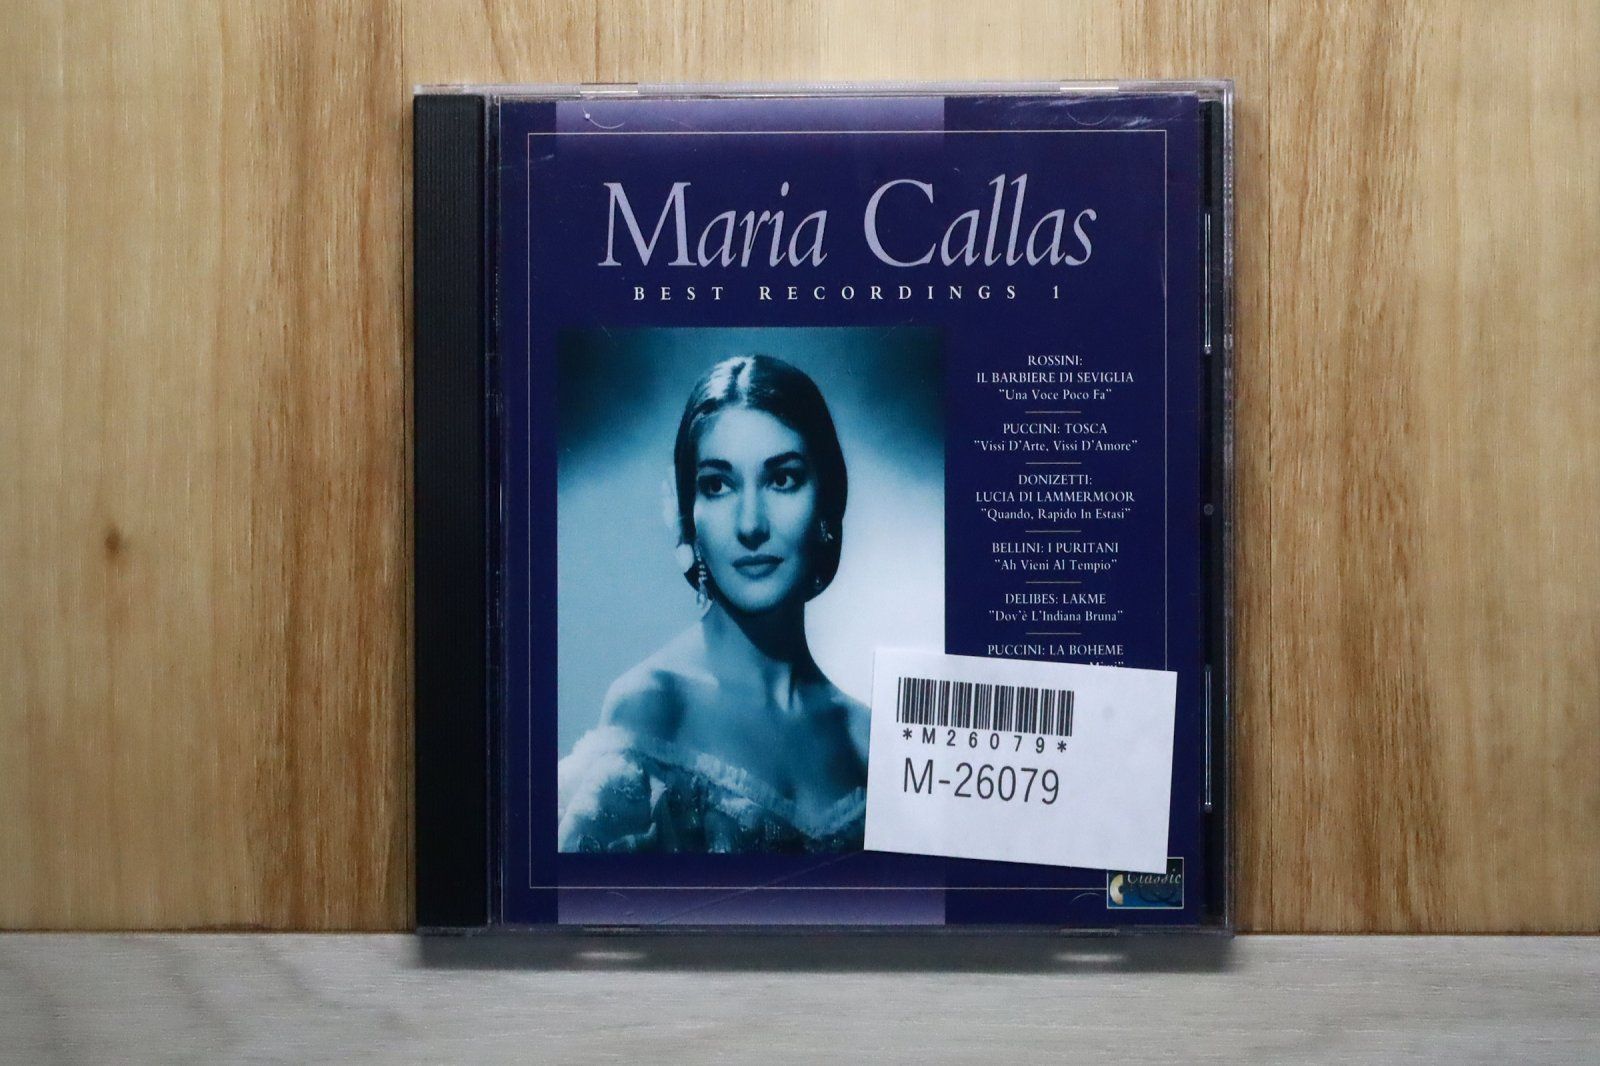 Maria Callas
BEST RECORDINGS 1
ROSSINI:
IL BARBIERE DI SEVIGLIA
"Una Voce Poco Fa"
PUCCINI: TOSCA
"Vissi D'Arte, Vissi D'Amore"
DONIZETTI:
LUCIA DI LAMMERMOOR
"Quando, Rapido In Estasi"
BELLINI: I PURITANI
"Ah Vieni Al Tempio"
DELIBES: LAKME
"Dov'è L'Indiana Bruna"
PUCCINI: LA BOHEME
*M26079*
M-26079
Classic